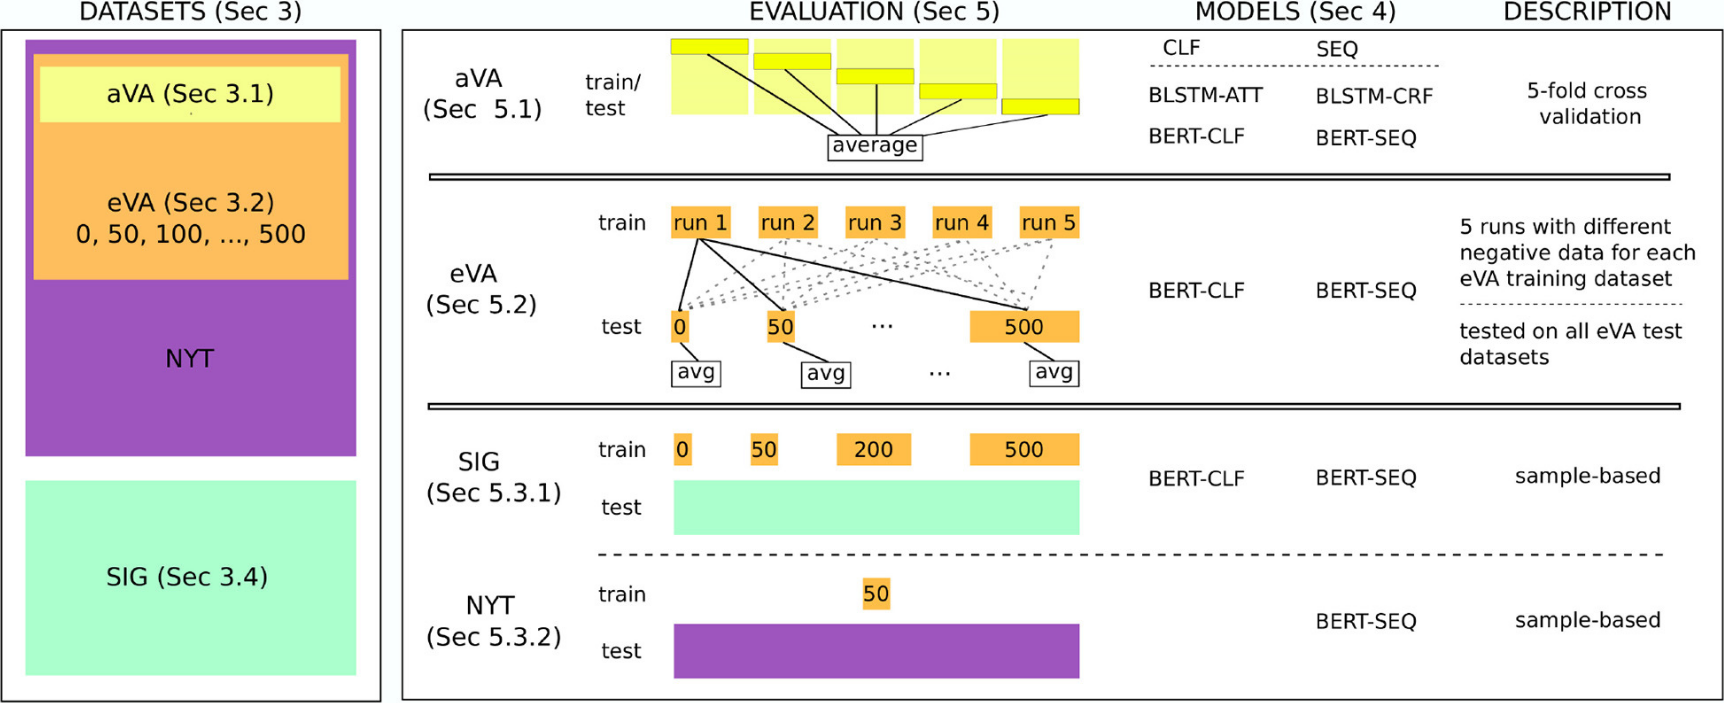 DATASETS (Sec 3)
aVA (Sec 3.1)
eVA (Sec 3.2)
0, 50, 100, ..., 500
NYT
SIG (Sec 3.4)
EVALUATION (Sec 5)
MODELS (Sec 4)
DESCRIPTION
aVA
(Sec 5.1)
train/
test
average
CLF
SEQ
BLSTM-ATT
BLSTM-CRF
BERT-CLF
BERT-SEQ
5-fold cross
validation
eVA
(Sec 5.2)
train
run 1
run 2
run 3
run 4
run 5
test
0
50
...
500
avg
avg
...
avg
BERT-CLF
BERT-SEQ
5 runs with different
negative data for each
eVA training dataset
tested on all eVA test
datasets
SIG
(Sec 5.3.1)
train
0
50
200
500
test
BERT-CLF
BERT-SEQ
sample-based
NYT
(Sec 5.3.2)
train
50
test
BERT-SEQ
sample-based